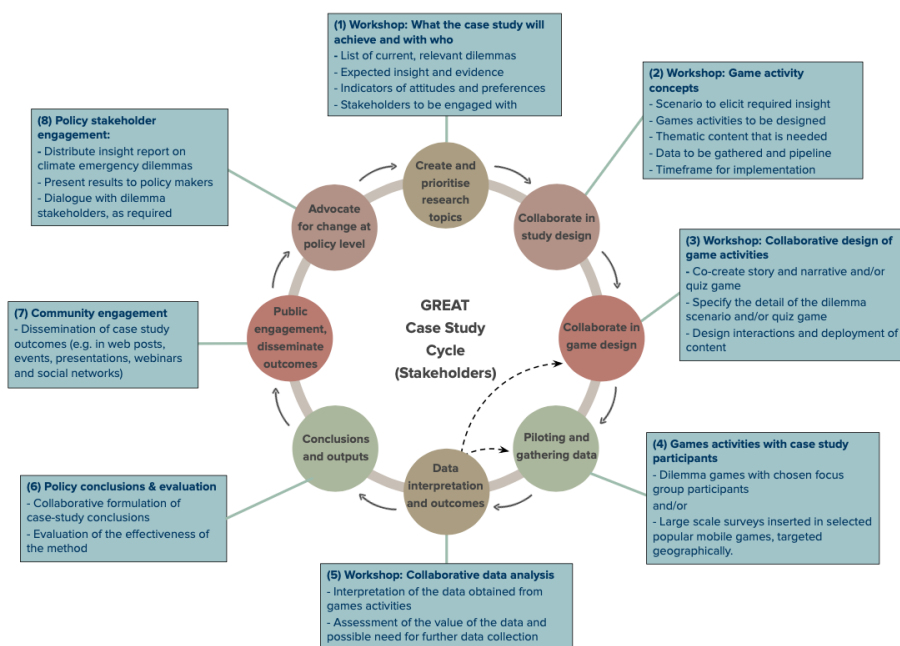 (1) Workshop: What the case study will
achieve and with who
- List of current, relevant dilemmas
- Expected insight and evidence
- Indicators of attitudes and preferences
- Stakeholders to be engaged with
(2) Workshop: Game activity
concepts
- Scenario to elicit required insight
- Games activities to be designed
- Thematic content that is needed
- Data to be gathered and pipeline
- Timeframe for implementation
(3) Workshop: Collaborative design of
game activities
- Co-create story and narrative and/or
quiz game
- Specify the detail of the dilemma
scenario and/or quiz game
- Design interactions and deployment of
content
(4) Games activities with case study
participants
- Dilemma games with chosen focus
group participants
and/or
- Large scale surveys inserted in selected
popular mobile games, targeted
geographically.
(5) Workshop: Collaborative data analysis
- Interpretation of the data obtained from
games activities
- Assessment of the value of the data and
possible need for further data collection
(6) Policy conclusions & evaluation
- Collaborative formulation of
case-study conclusions
- Evaluation of the effectiveness of
the method
(7) Community engagement
- Dissemination of case study
outcomes (e.g. in web posts,
events, presentations, webinars
and social networks)
(8) Policy stakeholder
engagement:
- Distribute insight report on
climate emergency dilemmas
- Present results to policy makers
- Dialogue with dilemma
stakeholders, as required
Create and
prioritise
research
topics
Collaborate in
study design
Collaborate in
game design
Piloting and
gathering data
Data
interpretation
and outcomes
Conclusions
and outputs
Public
engagement,
disseminate
outcomes
Advocate
for change at
policy level
GREAT
Case Study
Cycle
(Stakeholders)